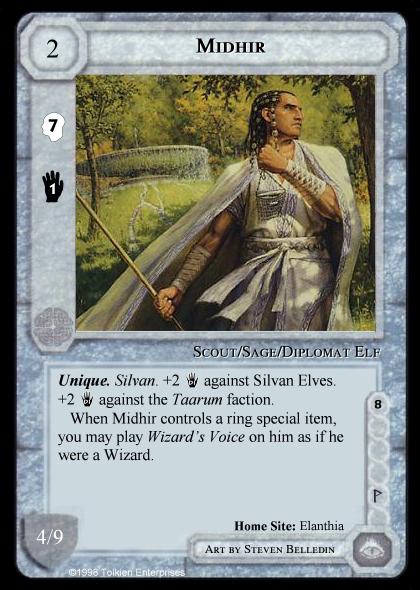 2
MIDHIR
7
1
SCOUT/SAGE/DIPLOMAT ELF
Unique. Silvan. +2 against Silvan Elves.
+2 against the Taarum faction.
When Midhir controls a ring special item,
you may play Wizard's Voice on him as if he
were a Wizard.
8
Home Site: Elanthia
4/9
ART BY STEVEN BELLEDIN
©1998 Tolkien Enterprises